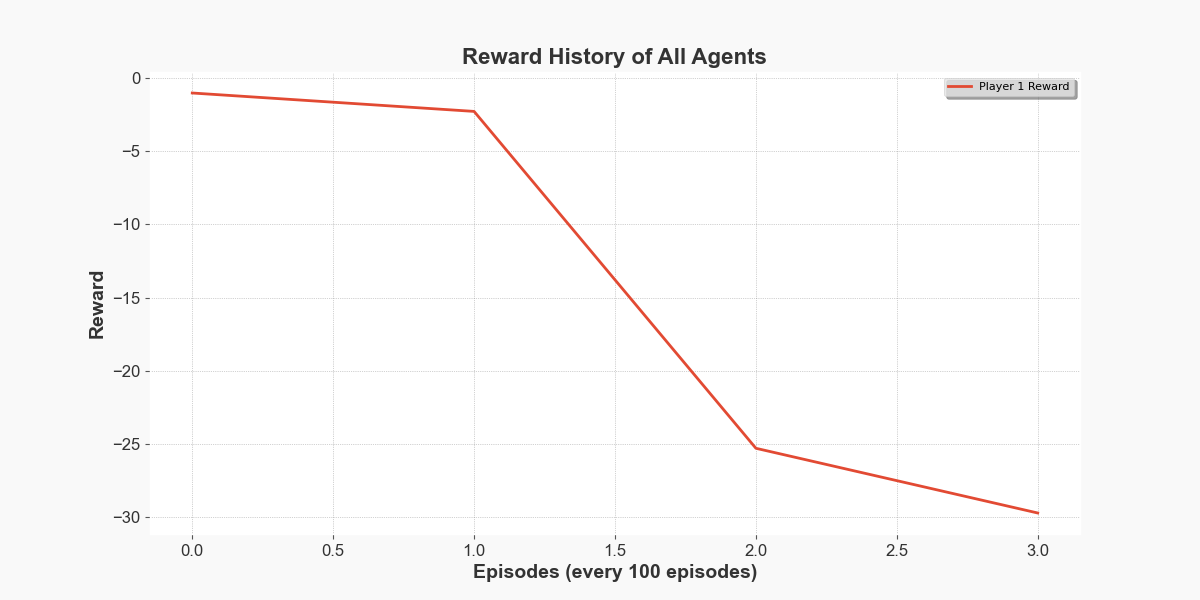 Reward History of All Agents
Player 1 Reward
0
−5
−10
−15
−20
−25
−30
Reward
0.0 0.5 1.0 1.5 2.0 2.5 3.0
Episodes (every 100 episodes)